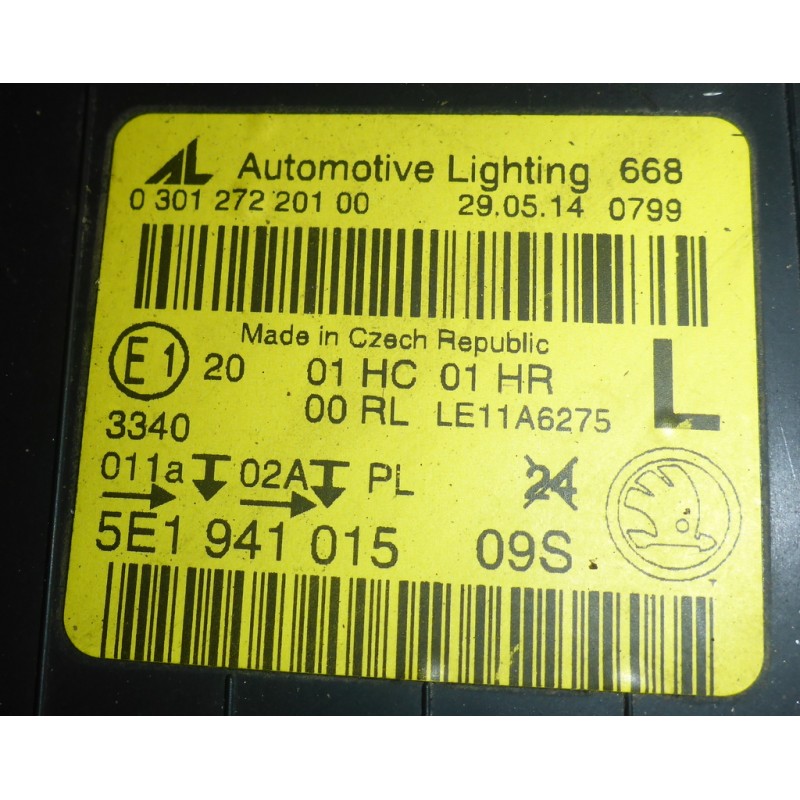 AL Automotive Lighting 668
0 301 272 201 00 29.05.14 0799
Made in Czech Republic
E1 20 01 HC 01 HR L
3340 00 RL LE11A6275
011a 02A PL 24
5E1 941 015 09S